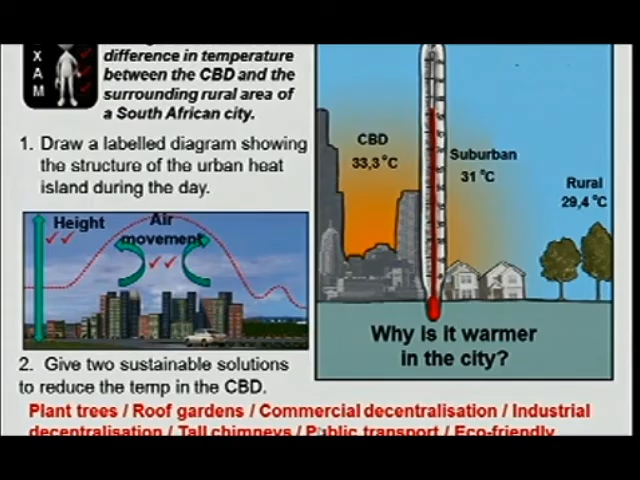 X
A
M
difference in temperature
between the CBD and the
surrounding rural area of
a South African city.
1. Draw a labelled diagram showing
the structure of the urban heat
island during the day.
Height
Air
movement
2. Give two sustainable solutions
to reduce the temp in the CBD.
CBD
33,3°C
Suburban
31°C
Rural
29,4°C
Why is it warmer
in the city?
Plant trees / Roof gardens / Commercial decentralisation / Industrial
decentralisation / Tall chimneys / Public transport / Eco-friendly